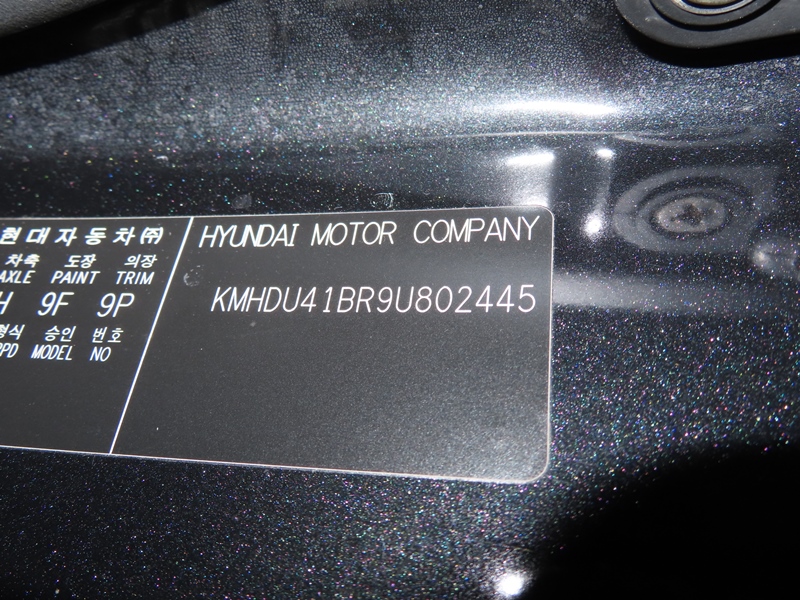 현대자동차㈜
차축 도장 의장
AXLE PAINT TRIM
H 9F 9P
형식 승인 번호
MODEL NO
HYUNDAI MOTOR COMPANY
KMHDU41BR9U802445